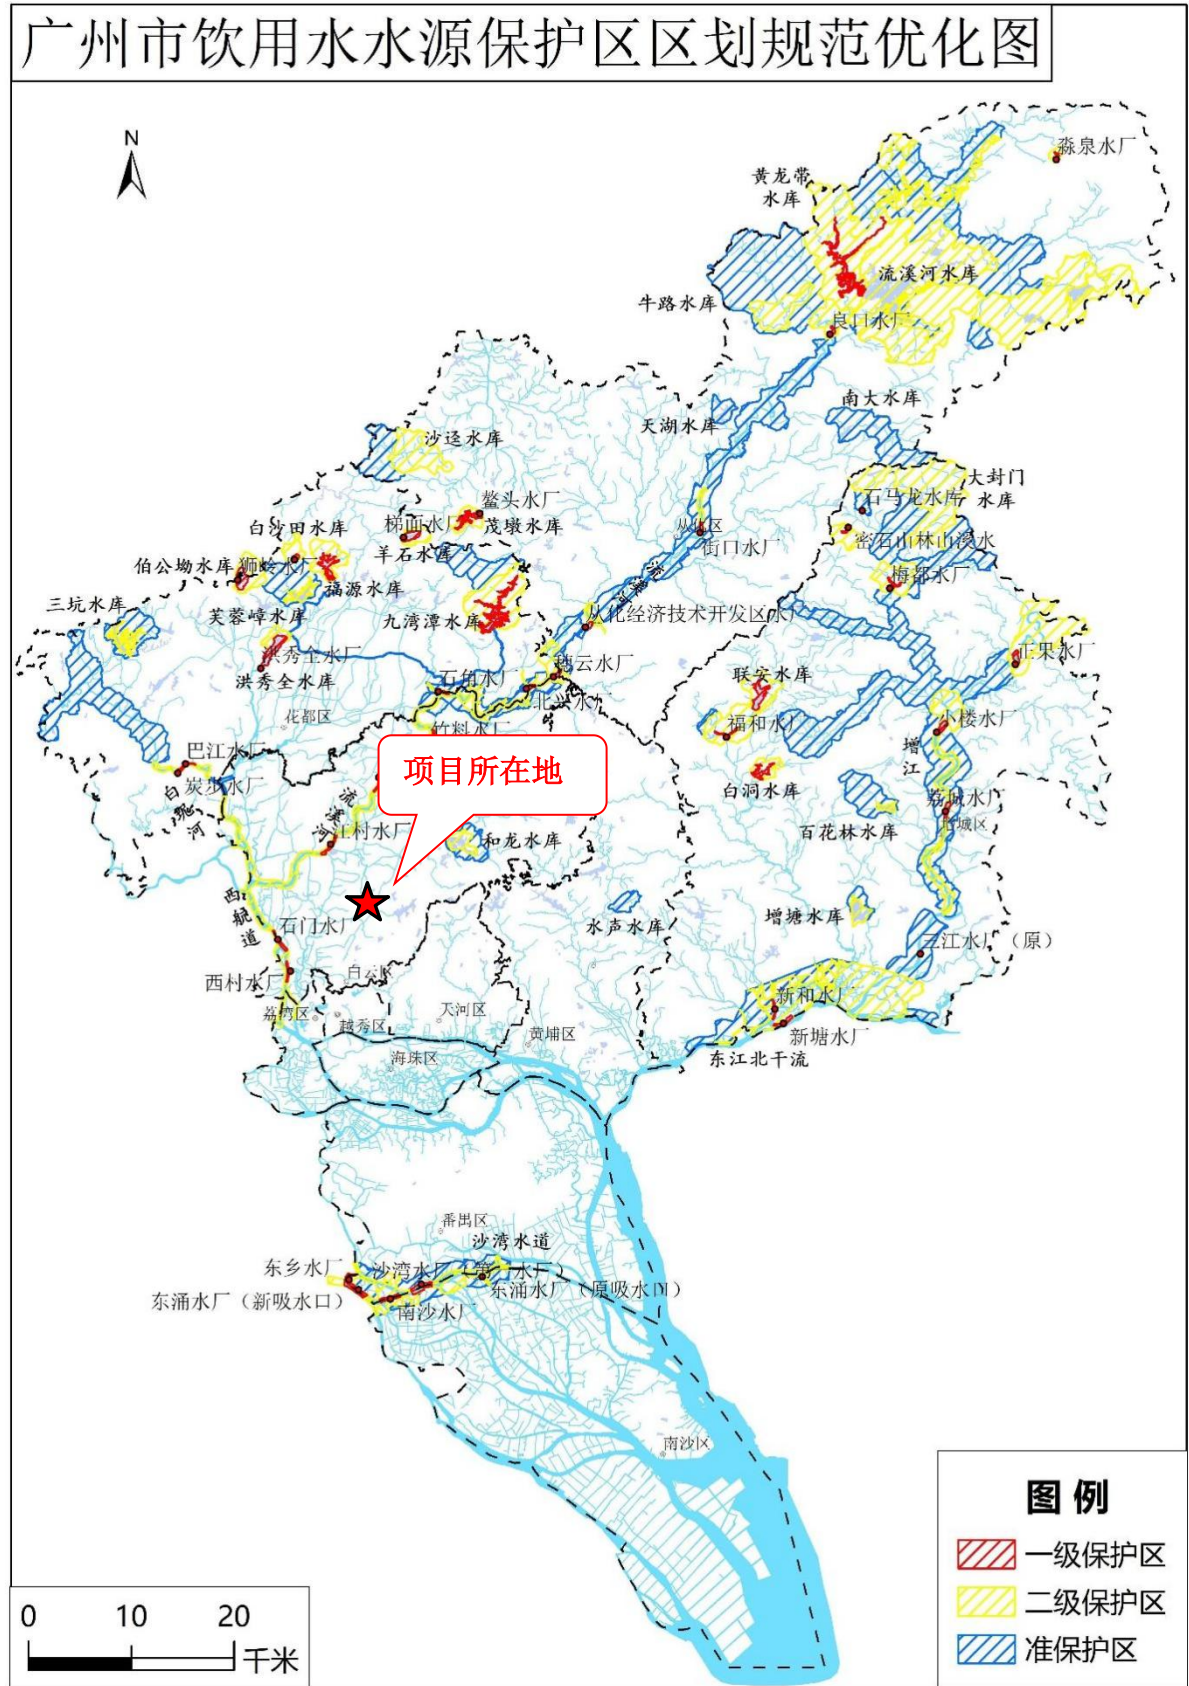 广州市饮用水水源保护区区划规范优化图
N
淼泉水厂
黄龙带
水库
流溪河水库
牛路水库
良口水厂
南大水库
天湖水库
沙迳水库
大封门
水库
石马龙水库
鳌头水厂
茂墩水库
梯面水厂
羊石水库
从化区
街口水厂
密石山林山溪水
白沙田水库
伯公坳水库
狮岭水厂
福源水库
梅都水厂
流溪河
三坑水库
芙蓉嶂水库
九湾潭水库
从化经济技术开发区水厂
洪秀全水厂
洪秀全水库
石角水厂
穗云水厂
北兴水厂
正果水厂
联安水库
花都区
竹料水厂
福和水厂
小楼水厂
增江
巴江水厂
炭步水厂
白坭河
项目所在地
白洞水库
荔城水厂
百花林水库
流溪河
江村水厂
和龙水库
西航道
石门水厂
水声水库
增塘水库
三江水厂（原）
西村水厂
白云区
荔湾区
越秀区
天河区
黄埔区
新和水厂
新塘水厂
东江北干流
海珠区
番禺区
沙湾水道
东乡水厂
东涌水厂（原吸水口）
东涌水厂（新吸水口）
南沙水厂
南沙区
图 例
一级保护区
二级保护区
准保护区
0 10 20
千米